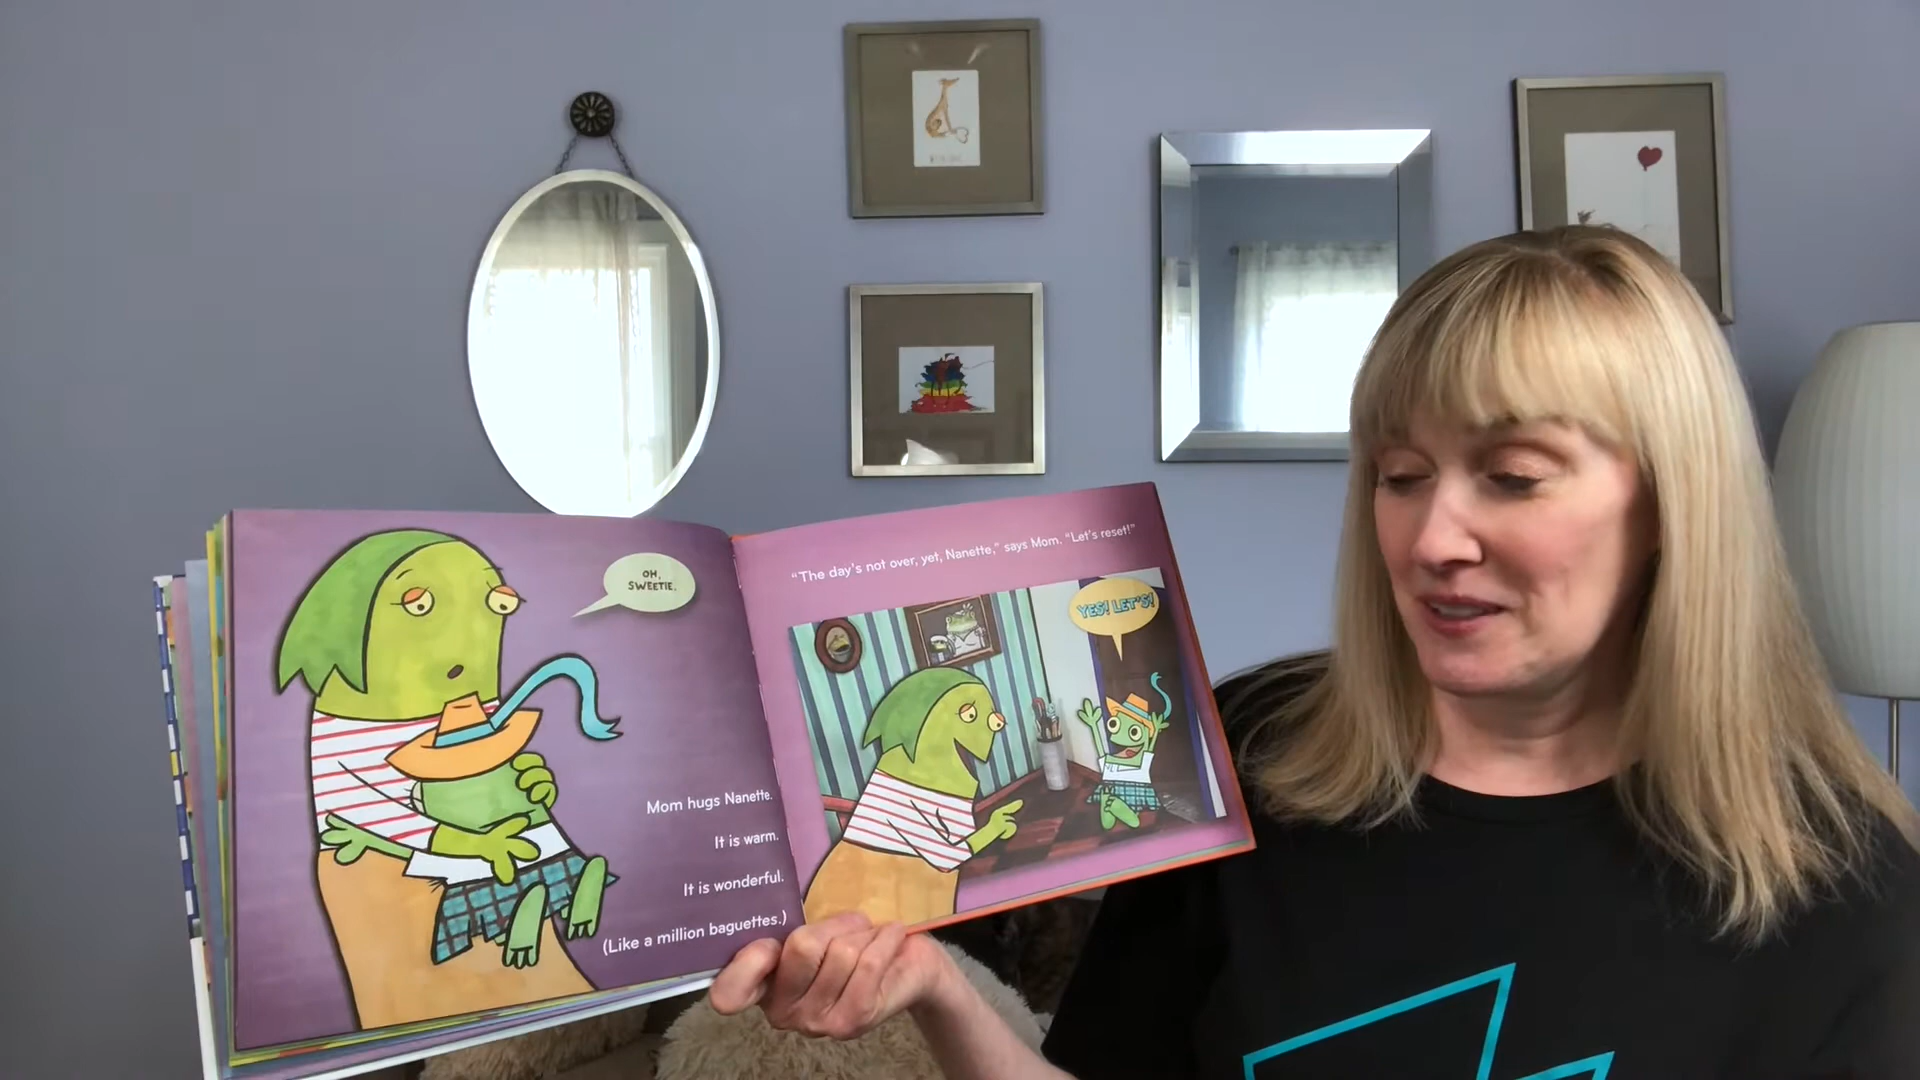 OH,
SWEETIE.
Mom hugs Nanette.
It is warm.
It is wonderful.
(Like a million baguettes.)
"The day's not over, yet, Nanette," says Mom. "Let's reset!"
YES! LET'S!